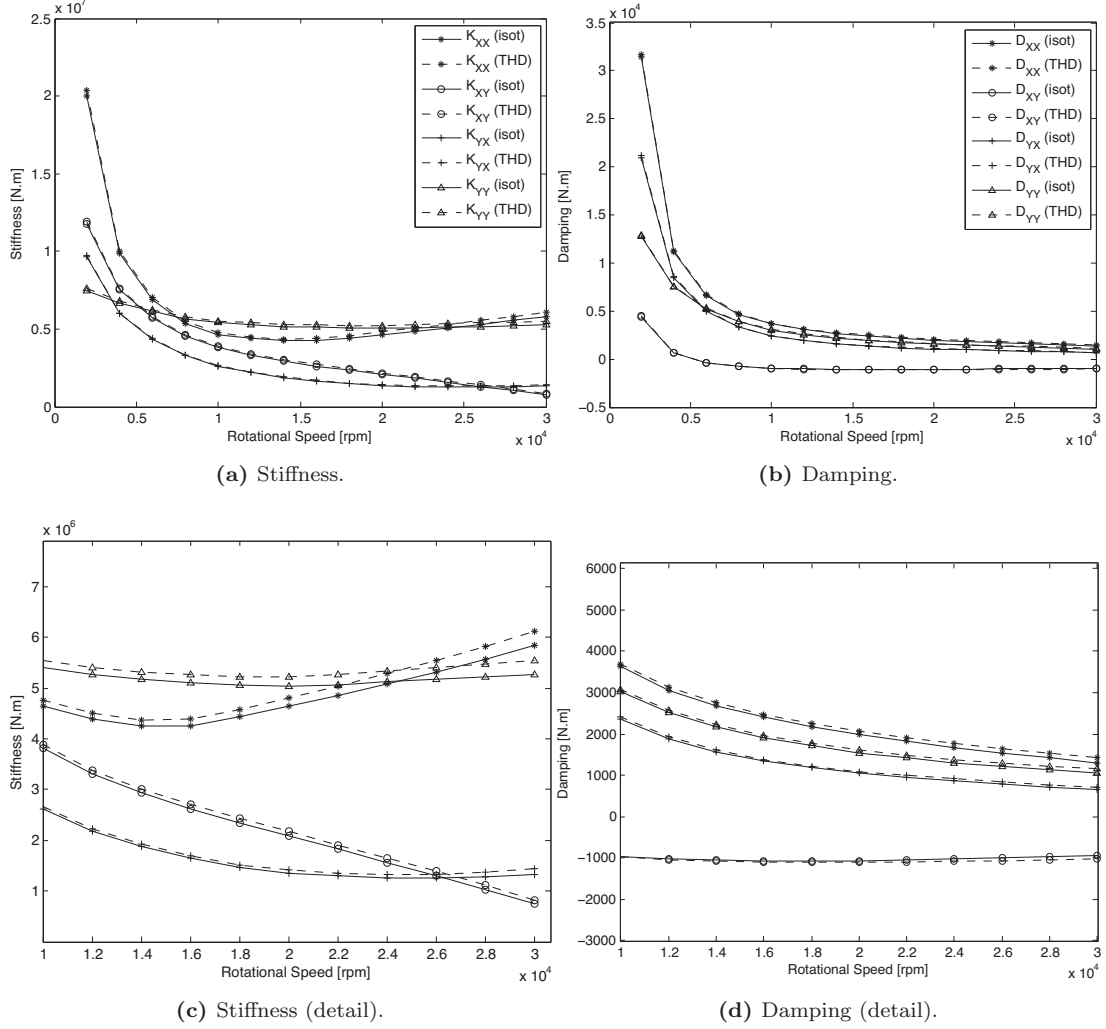 x 10^7
2.5
2
1.5
1
0.5
0
Stiffness [N.m]
K_XX (isot)
K_XX (THD)
K_XY (isot)
K_XY (THD)
K_YX (isot)
K_YX (THD)
K_YY (isot)
K_YY (THD)
0 0.5 1 1.5 2 2.5 3
Rotational Speed [rpm]
x 10^4
(a) Stiffness.
x 10^4
3.5
3
2.5
2
1.5
1
0.5
0
−0.5
Damping [N.m]
D_XX (isot)
D_XX (THD)
D_XY (isot)
D_XY (THD)
D_YX (isot)
D_YX (THD)
D_YY (isot)
D_YY (THD)
0 0.5 1 1.5 2 2.5 3
Rotational Speed [rpm]
x 10^4
(b) Damping.
x 10^6
7
6
5
4
3
2
1
Stiffness [N.m]
1 1.2 1.4 1.6 1.8 2 2.2 2.4 2.6 2.8 3
Rotational Speed [rpm]
x 10^4
(c) Stiffness (detail).
6000
5000
4000
3000
2000
1000
0
−1000
−2000
−3000
Damping [N.m]
1 1.2 1.4 1.6 1.8 2 2.2 2.4 2.6 2.8 3
Rotational Speed [rpm]
x 10^4
(d) Damping (detail).